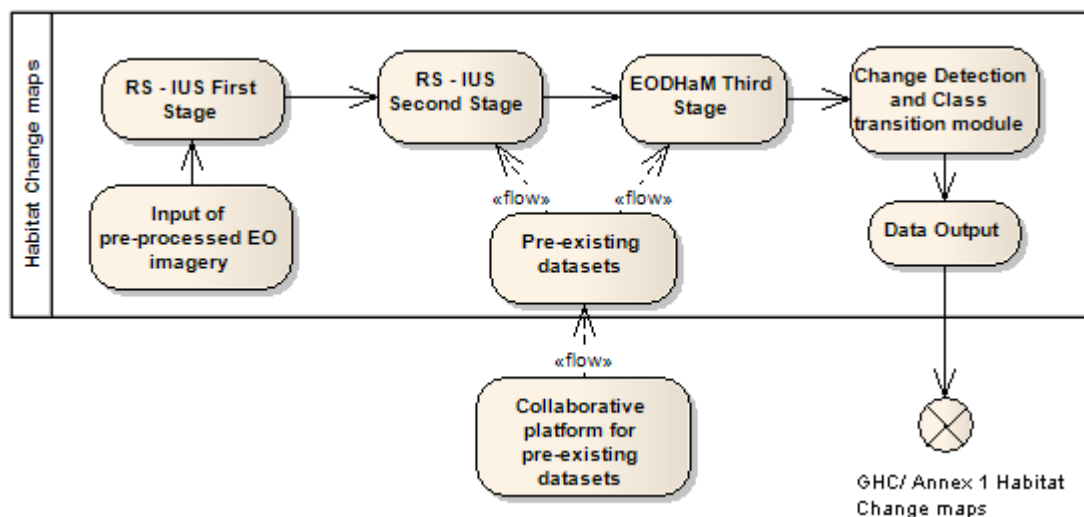 Habitat Change maps
RS - IUS First
Stage
RS - IUS
Second Stage
EODHaM Third
Stage
Change Detection
and Class
transition module
Input of
pre-processed EO
imagery
«flow»
«flow»
Pre-existing
datasets
Data Output
«flow»
Collaborative
platform for
pre-existing
datasets
GHC/ Annex 1 Habitat
Change maps